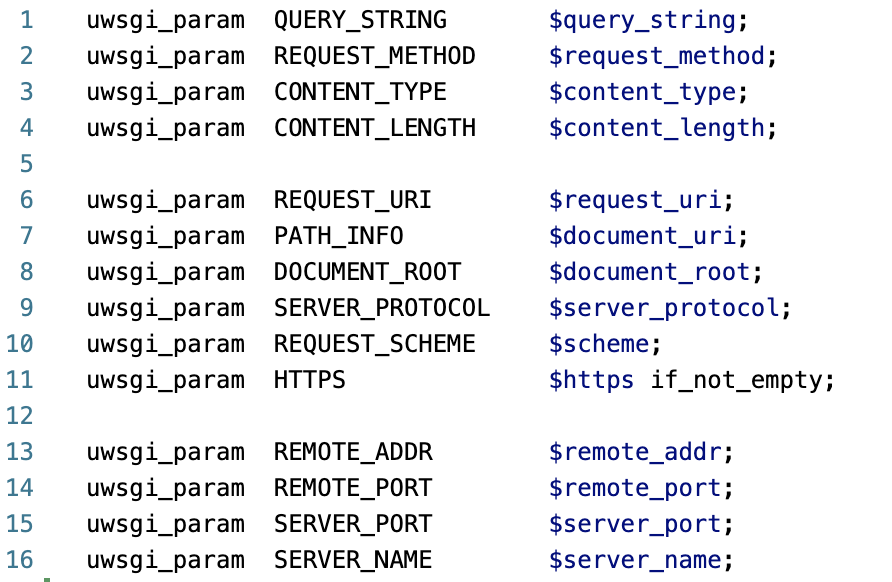 1 uwsgi_param QUERY_STRING $query_string;
2 uwsgi_param REQUEST_METHOD $request_method;
3 uwsgi_param CONTENT_TYPE $content_type;
4 uwsgi_param CONTENT_LENGTH $content_length;
5
6 uwsgi_param REQUEST_URI $request_uri;
7 uwsgi_param PATH_INFO $document_uri;
8 uwsgi_param DOCUMENT_ROOT $document_root;
9 uwsgi_param SERVER_PROTOCOL $server_protocol;
10 uwsgi_param REQUEST_SCHEME $scheme;
11 uwsgi_param HTTPS $https if_not_empty;
12
13 uwsgi_param REMOTE_ADDR $remote_addr;
14 uwsgi_param REMOTE_PORT $remote_port;
15 uwsgi_param SERVER_PORT $server_port;
16 uwsgi_param SERVER_NAME $server_name;